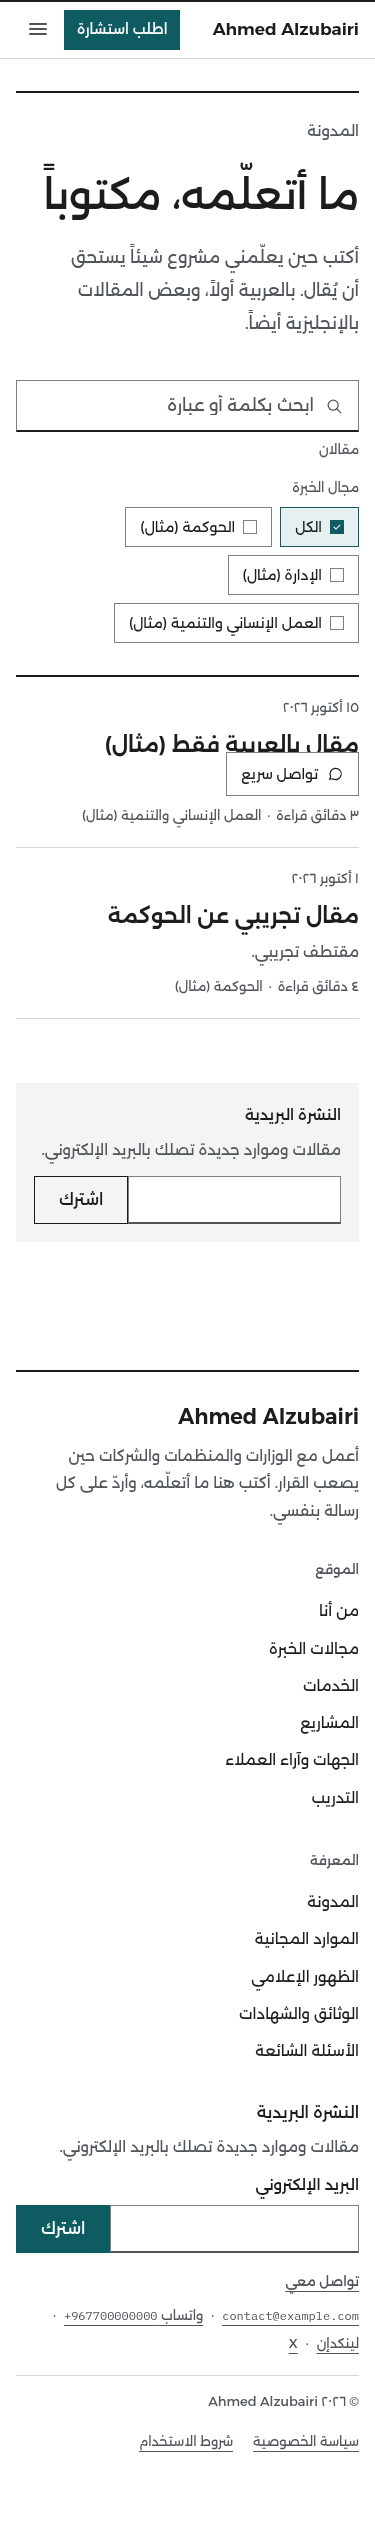 Ahmed Alzubairi
اطلب استشارة
المدونة
ما أتعلّمه، مكتوباً
أكتب حين يعلّمني مشروع شيئاً يستحق
أن يُقال. بالعربية أولاً، وبعض المقالات
بالإنجليزية أيضاً.
ابحث بكلمة أو عبارة
مقالان
مجال الخبرة
الكل
الحوكمة (مثال)
الإدارة (مثال)
العمل الإنساني والتنمية (مثال)
١٥ أكتوبر ٢٠٢٦
مقال بالعربية فقط (مثال)
تواصل سريع
٣ دقائق قراءة · العمل الإنساني والتنمية (مثال)
١ أكتوبر ٢٠٢٦
مقال تجريبي عن الحوكمة
مقتطف تجريبي.
٤ دقائق قراءة · الحوكمة (مثال)
النشرة البريدية
مقالات وموارد جديدة تصلك بالبريد الإلكتروني.
اشترك
Ahmed Alzubairi
أعمل مع الوزارات والمنظمات والشركات حين
يصعب القرار. أكتب هنا ما أتعلّمه، وأردّ على كل
رسالة بنفسي.
الموقع
من أنا
مجالات الخبرة
الخدمات
المشاريع
الجهات وآراء العملاء
التدريب
المعرفة
المدونة
الموارد المجانية
الظهور الإعلامي
الوثائق والشهادات
الأسئلة الشائعة
النشرة البريدية
مقالات وموارد جديدة تصلك بالبريد الإلكتروني.
البريد الإلكتروني
اشترك
تواصل معي
contact@example.com · واتساب +967700000000 ·
لينكدإن · X
© ٢٠٢٦ Ahmed Alzubairi
سياسة الخصوصية
شروط الاستخدام